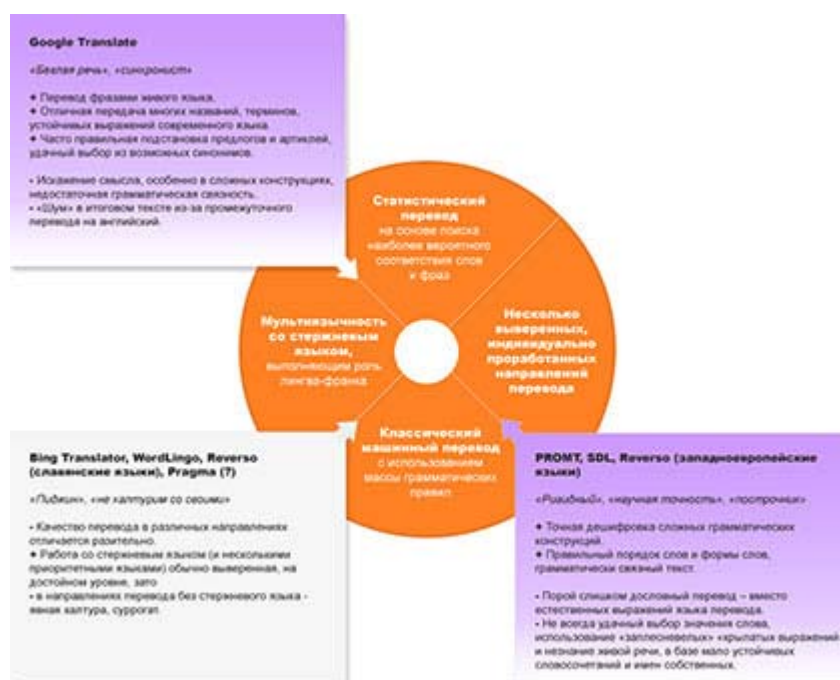 Google Translate
«Беглая речь», «синхронист»
+ Перевод фразами живого языка.
+ Отличная передача многих названий, терминов,
устойчивых выражений современного языка.
+ Часто правильная подстановка предлогов и артиклей,
удачный выбор из возможных синонимов.
- Искажение смысла, особенно в сложных конструкциях,
недостаточная грамматическая связность.
- «Шум» в итоговом тексте из-за промежуточного
перевода на английский.
Статистический
перевод
на основе поиска
наиболее вероятного
соответствия слов
и фраз
Мультиязычность
со стержневым
языком,
выполняющим роль
лингва-франка
Несколько
выверенных,
индивидуально
проработанных
направлений
перевода
Классический
машинный перевод
с использованием
массы грамматических
правил
Bing Translator, WordLingo, Reverso
(славянские языки), Pragma (?)
«Пиджин», «не халтурим со своими»
- Качество перевода в различных направлениях
отличается разительно.
+ Работа со стержневым языком (и несколькими
приоритетными языками) обычно выверенная, на
достойном уровне, зато
- в направлениях перевода без стержневого языка -
явная халтура, суррогат.
PROMT, SDL, Reverso (западноевропейские
языки)
«Ригидный», «научная точность», «построчник»
+ Точная дешифровка сложных грамматических
конструкций.
+ Правильный порядок слов и формы слов,
грамматически связный текст.
- Порой слишком дословный перевод – вместо
естественных выражений языка перевода.
- Не всегда удачный выбор значения слова,
использование «заплесневелых» «крылатых выражений
и незнание живой речи, в базе мало устойчивых
словосочетаний и имен собственных.